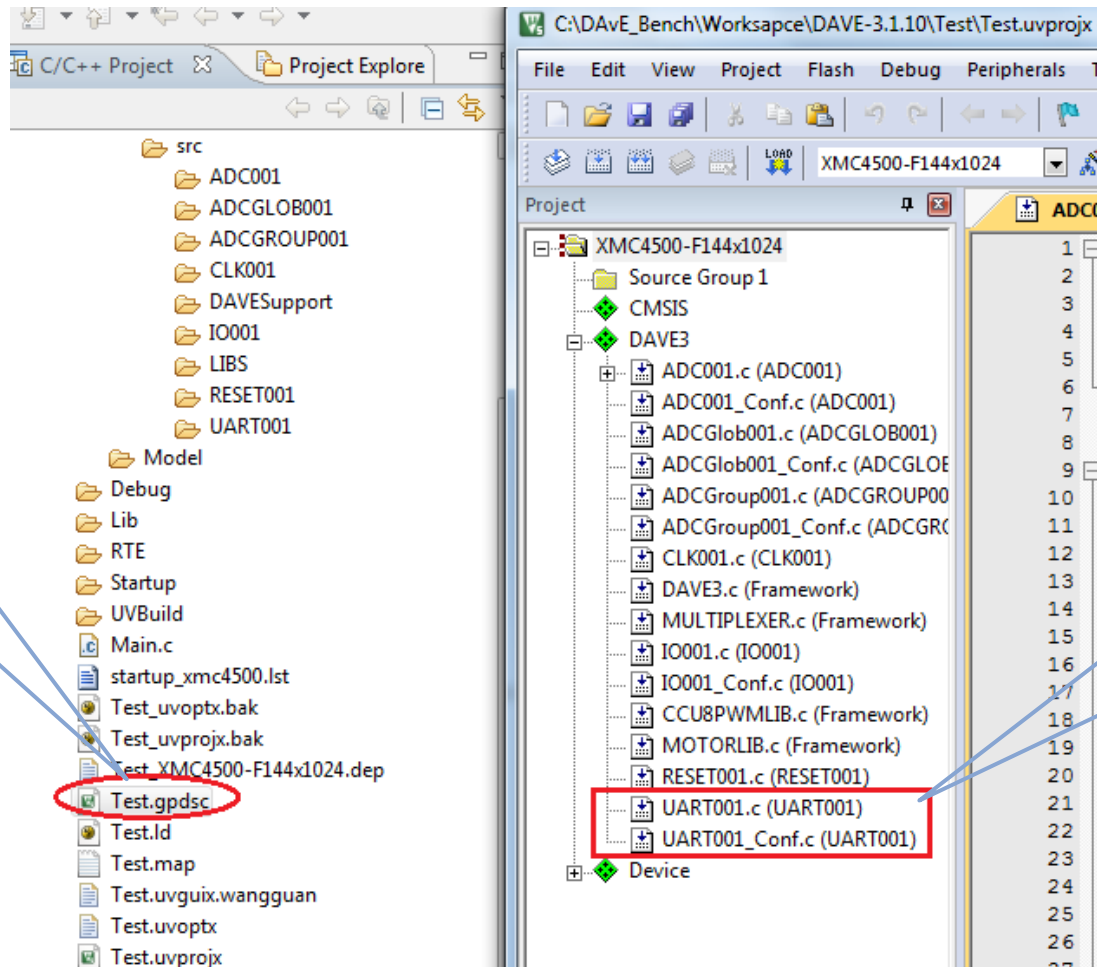 C/C++ Project
Project Explore
src
ADC001
ADCGLOB001
ADCGROUP001
CLK001
DAVESupport
IO001
LIBS
RESET001
UART001
Model
Debug
Lib
RTE
Startup
UVBuild
Main.c
startup_xmc4500.lst
Test_uvoptx.bak
Test_uvprojx.bak
Test_XMC4500-F144x1024.dep
Test.gpdsc
Test.ld
Test.map
Test.uvguix.wangguan
Test.uvoptx
Test.uvprojx
C:\DAvE_Bench\Worksapce\DAVE-3.1.10\Test\Test.uvprojx
File Edit View Project Flash Debug Peripherals T
LOAD XMC4500-F144x1024
Project
XMC4500-F144x1024
Source Group 1
CMSIS
DAVE3
ADC001.c (ADC001)
ADC001_Conf.c (ADC001)
ADCGlob001.c (ADCGLOB001)
ADCGlob001_Conf.c (ADCGLOE
ADCGroup001.c (ADCGROUP00
ADCGroup001_Conf.c (ADCGR(
CLK001.c (CLK001)
DAVE3.c (Framework)
MULTIPLEXER.c (Framework)
IO001.c (IO001)
IO001_Conf.c (IO001)
CCU8PWMLIB.c (Framework)
MOTORLIB.c (Framework)
RESET001.c (RESET001)
UART001.c (UART001)
UART001_Conf.c (UART001)
Device
ADC(
1
2
3
4
5
6
7
8
9
10
11
12
13
14
15
16
17
18
19
20
21
22
23
24
25
26